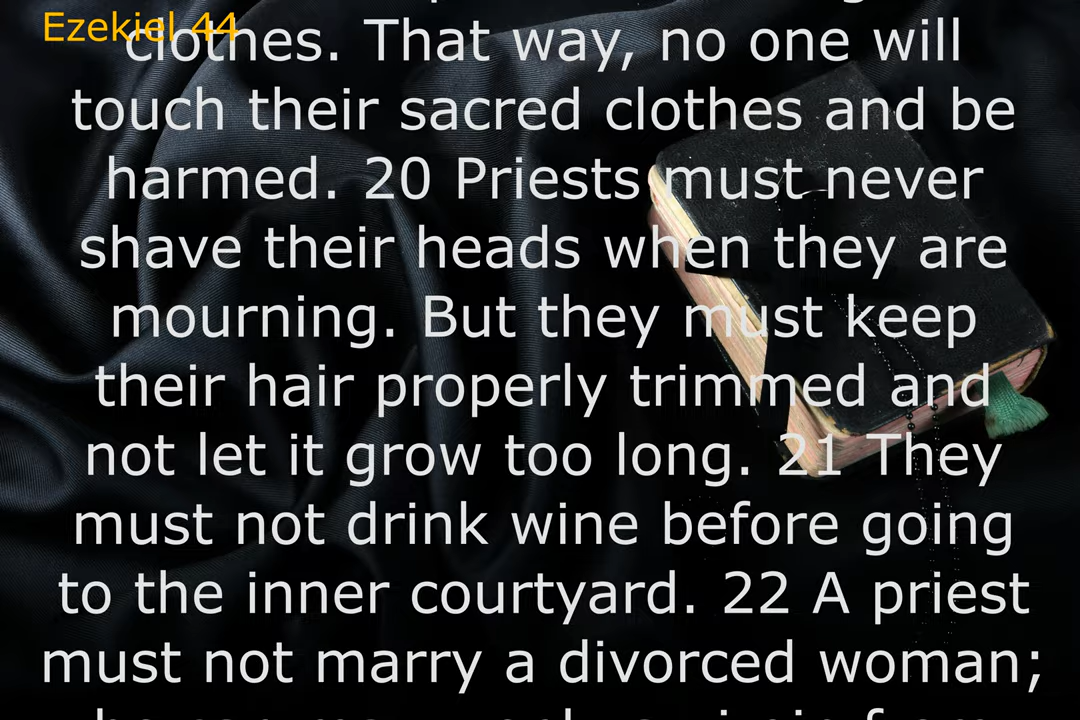 Ezekiel 44
clothes. That way, no one will
touch their sacred clothes and be
harmed. 20 Priests must never
shave their heads when they are
mourning. But they must keep
their hair properly trimmed and
not let it grow too long. 21 They
must not drink wine before going
to the inner courtyard. 22 A priest
must not marry a divorced woman;